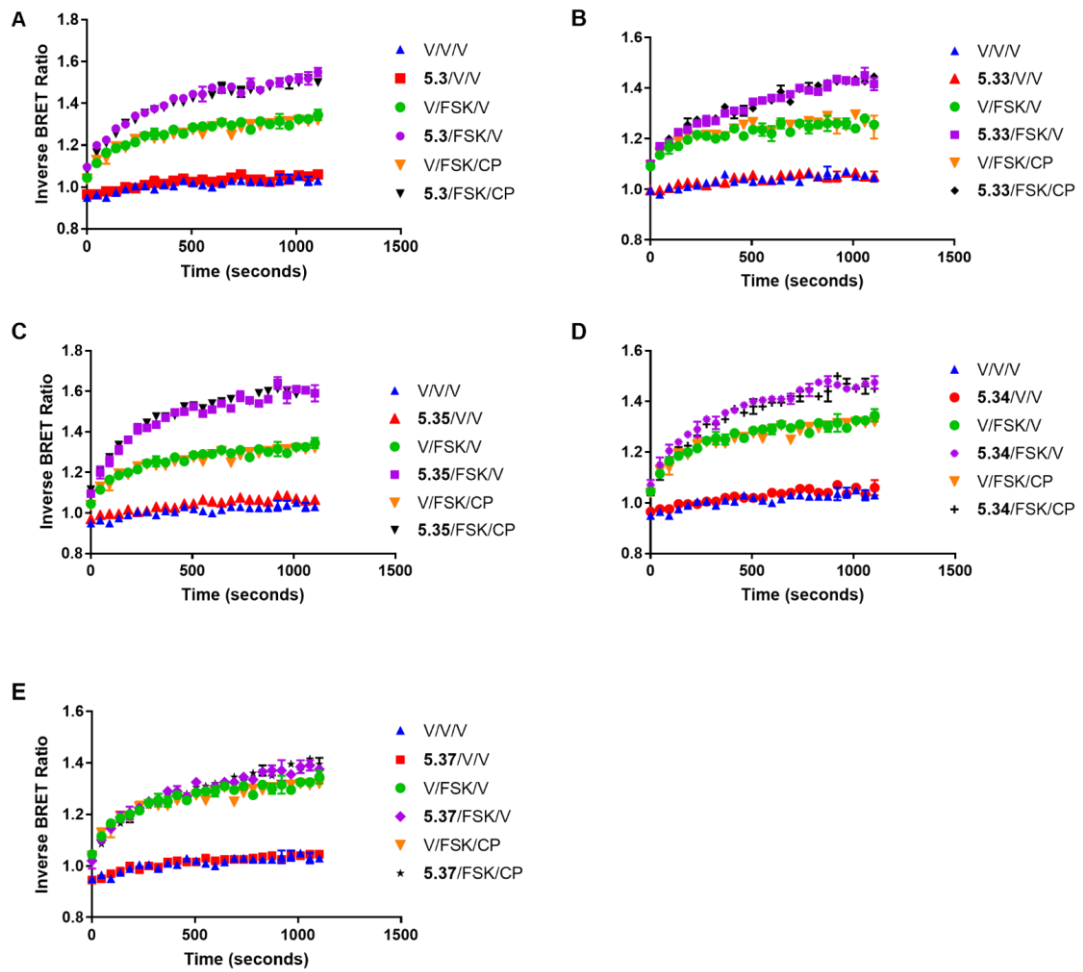 A
Inverse BRET Ratio
1.8
1.6
1.4
1.2
1.0
0.8
0
500
1000
1500
Time (seconds)
V/V/V
5.3/V/V
V/FSK/V
5.3/FSK/V
V/FSK/CP
5.3/FSK/CP
B
Inverse BRET Ratio
1.6
1.4
1.2
1.0
0.8
0
500
1000
1500
Time (seconds)
V/V/V
5.33/V/V
V/FSK/V
5.33/FSK/V
V/FSK/CP
5.33/FSK/CP
C
Inverse BRET Ratio
1.8
1.6
1.4
1.2
1.0
0.8
0
500
1000
1500
Time (seconds)
V/V/V
5.35/V/V
V/FSK/V
5.35/FSK/V
V/FSK/CP
5.35/FSK/CP
D
Inverse BRET Ratio
1.6
1.4
1.2
1.0
0.8
0
500
1000
1500
Time (seconds)
V/V/V
5.34/V/V
V/FSK/V
5.34/FSK/V
V/FSK/CP
5.34/FSK/CP
E
Inverse BRET Ratio
1.6
1.4
1.2
1.0
0.8
0
500
1000
1500
Time (seconds)
V/V/V
5.37/V/V
V/FSK/V
5.37/FSK/V
V/FSK/CP
5.37/FSK/CP